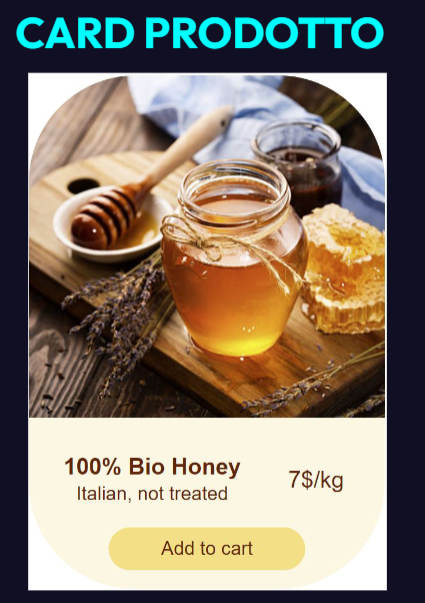 CARD PRODOTTO
100% Bio Honey
Italian, not treated
7$/kg
Add to cart